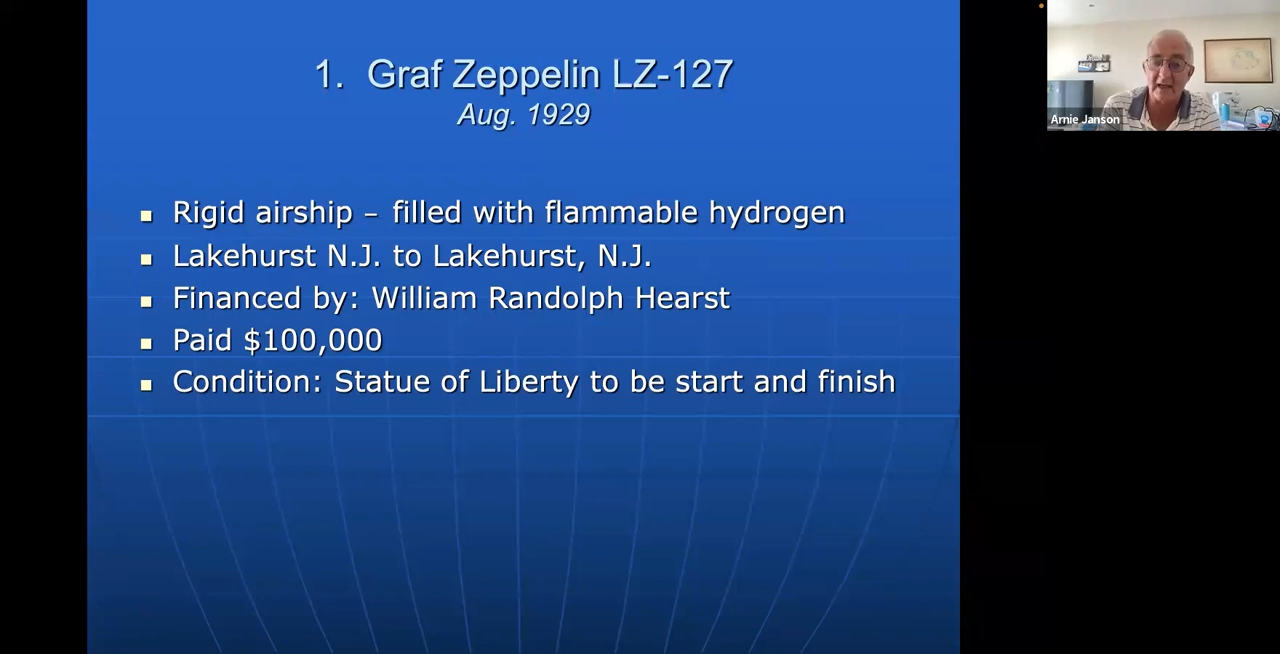 1. Graf Zeppelin LZ-127
Aug. 1929
Rigid airship – filled with flammable hydrogen
Lakehurst N.J. to Lakehurst, N.J.
Financed by: William Randolph Hearst
Paid $100,000
Condition: Statue of Liberty to be start and finish
Arnie Janson